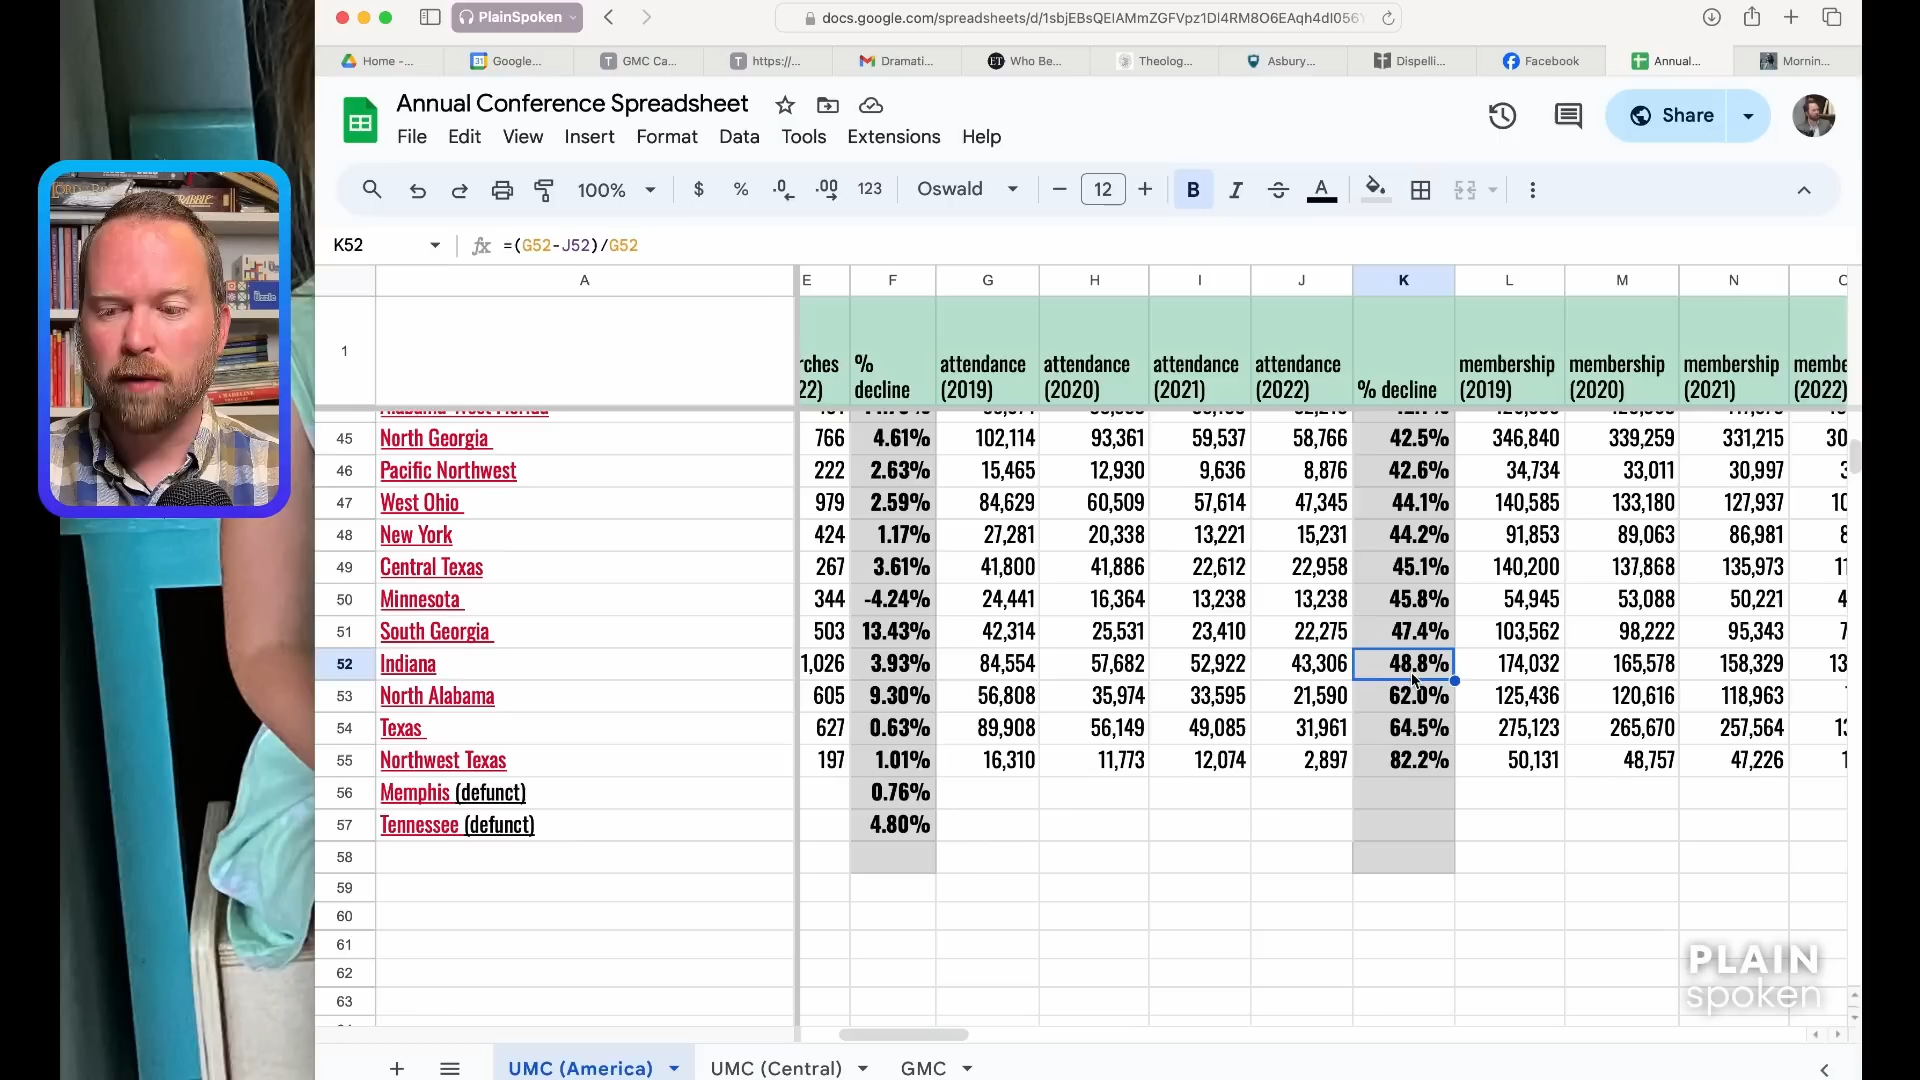 PlainSpoken
docs.google.com/spreadsheets/d/1sbjEBsQEIAMmZGFVpz1Dl4RM8O6EAqh4dI056Y
Home -... Google... GMC Ca... https:/... Dramati... Who Be... Theolog... Asbury... Dispelli... Facebook Annual... Mornin...
Annual Conference Spreadsheet
File Edit View Insert Format Data Tools Extensions Help
Share
100% $ % .0 .00 123 Oswald 12 B I S A
K52 fx =(G52-J52)/G52
A E F G H I J K L M N
1 rches 22) % decline attendance (2019) attendance (2020) attendance (2021) attendance (2022) % decline membership (2019) membership (2020) membership (2021) membe (2022)
45 North Georgia 766 4.61% 102,114 93,361 59,537 58,766 42.5% 346,840 339,259 331,215 30
46 Pacific Northwest 222 2.63% 15,465 12,930 9,636 8,876 42.6% 34,734 33,011 30,997 3
47 West Ohio 979 2.59% 84,629 60,509 57,614 47,345 44.1% 140,585 133,180 127,937 10
48 New York 424 1.17% 27,281 20,338 13,221 15,231 44.2% 91,853 89,063 86,981 8
49 Central Texas 267 3.61% 41,800 41,886 22,612 22,958 45.1% 140,200 137,868 135,973 11
50 Minnesota 344 -4.24% 24,441 16,364 13,238 13,238 45.8% 54,945 53,088 50,221 4
51 South Georgia 503 13.43% 42,314 25,531 23,410 22,275 47.4% 103,562 98,222 95,343 7
52 Indiana 1,026 3.93% 84,554 57,682 52,922 43,306 48.8% 174,032 165,578 158,329 13
53 North Alabama 605 9.30% 56,808 35,974 33,595 21,590 62.0% 125,436 120,616 118,963
54 Texas 627 0.63% 89,908 56,149 49,085 31,961 64.5% 275,123 265,670 257,564 13
55 Northwest Texas 197 1.01% 16,310 11,773 12,074 2,897 82.2% 50,131 48,757 47,226 1
56 Memphis (defunct) 0.76%
57 Tennessee (defunct) 4.80%
58
59
60
61
62
63
PLAIN
spoken
UMC (America) UMC (Central) GMC